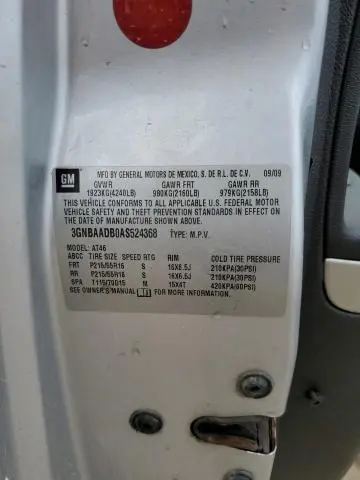 GM
MFD BY GENERAL MOTORS DE MEXICO, S. DE R.L. DE C.V. 09/09
GVWR GAWR FRT GAWR RR
1923KG(4240LB) 980KG(2160LB) 979KG(2158LB)
THIS VEHICLE CONFORMS TO ALL APPLICABLE U.S. FEDERAL MOTOR
VEHICLE SAFETY AND THEFT PREVENTION STANDARDS IN EFFECT ON
THE DATE OF MANUFACTURE SHOWN ABOVE.
3GNBAADB0AS524368 TYPE: M.P.V.
MODEL: AT46
TIRE SIZE SPEED RTG RIM COLD TIRE PRESSURE
FRT P215/55R16 S 16X6.5J 210KPA(30PSI)
RR P215/55R16 S 16X6.5J 210KPA(30PSI)
SPA T115/70D15 M 15X4T 420KPA(60PSI)
SEE OWNER'S MANUAL FOR MORE INFORMATION.